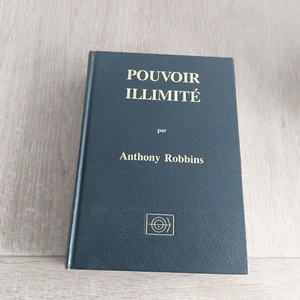 POUVOIR
ILLIMITÉ
par
Anthony Robbins